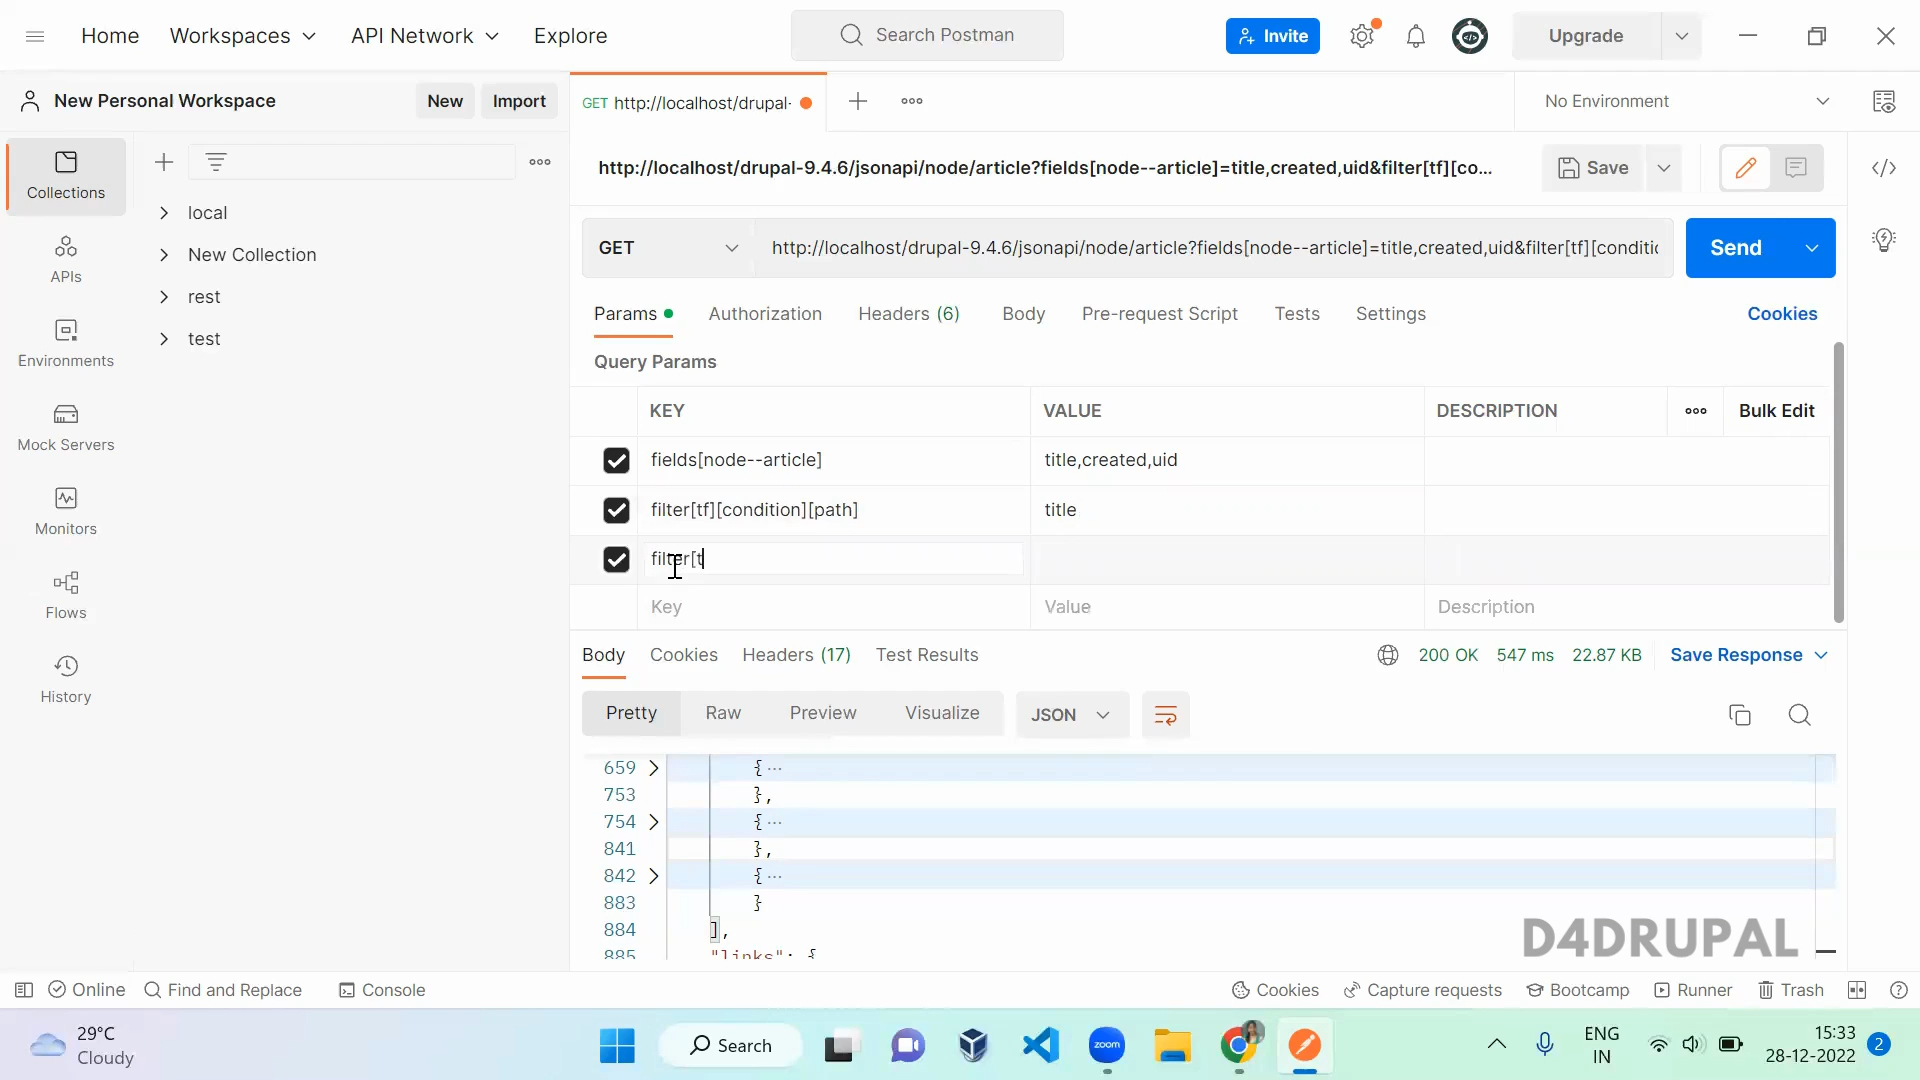 Home Workspaces API Network Explore Search Postman Invite Upgrade
New Personal Workspace New Import GET http://localhost/drupal- No Environment
http://localhost/drupal-9.4.6/jsonapi/node/article?fields[node--article]=title,created,uid&filter[tf][co... Save
Collections
local
New Collection
rest
test
APIs
Environments
Mock Servers
Monitors
Flows
History
GET http://localhost/drupal-9.4.6/jsonapi/node/article?fields[node--article]=title,created,uid&filter[tf][conditio Send
Params Authorization Headers (6) Body Pre-request Script Tests Settings Cookies
Query Params
KEY VALUE DESCRIPTION Bulk Edit
fields[node--article] title,created,uid
filter[tf][condition][path] title
filter[t
Key Value Description
Body Cookies Headers (17) Test Results 200 OK 547 ms 22.87 KB Save Response
Pretty Raw Preview Visualize JSON
659 { ...
753 },
754 { ...
841 },
842 { ...
883 }
884 ],
885 "links": {
D4DRUPAL
Online Find and Replace Console Cookies Capture requests Bootcamp Runner Trash
29°C
Cloudy
Search
zoom
ENG
IN
15:33
28-12-2022
2